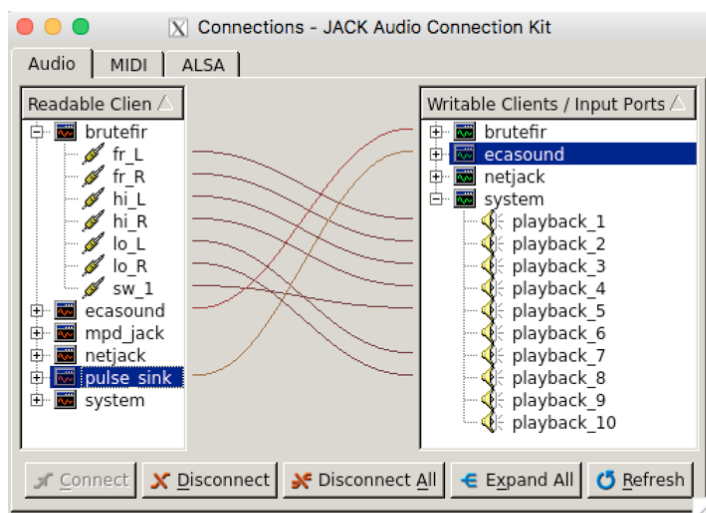 Connections - JACK Audio Connection Kit
Audio MIDI ALSA
Readable Clien
brutefir
fr_L
fr_R
hi_L
hi_R
lo_L
lo_R
sw_1
ecasound
mpd_jack
netjack
pulse_sink
system
Writable Clients / Input Ports
brutefir
ecasound
netjack
system
playback_1
playback_2
playback_3
playback_4
playback_5
playback_6
playback_7
playback_8
playback_9
playback_10
Connect Disconnect Disconnect All Expand All Refresh